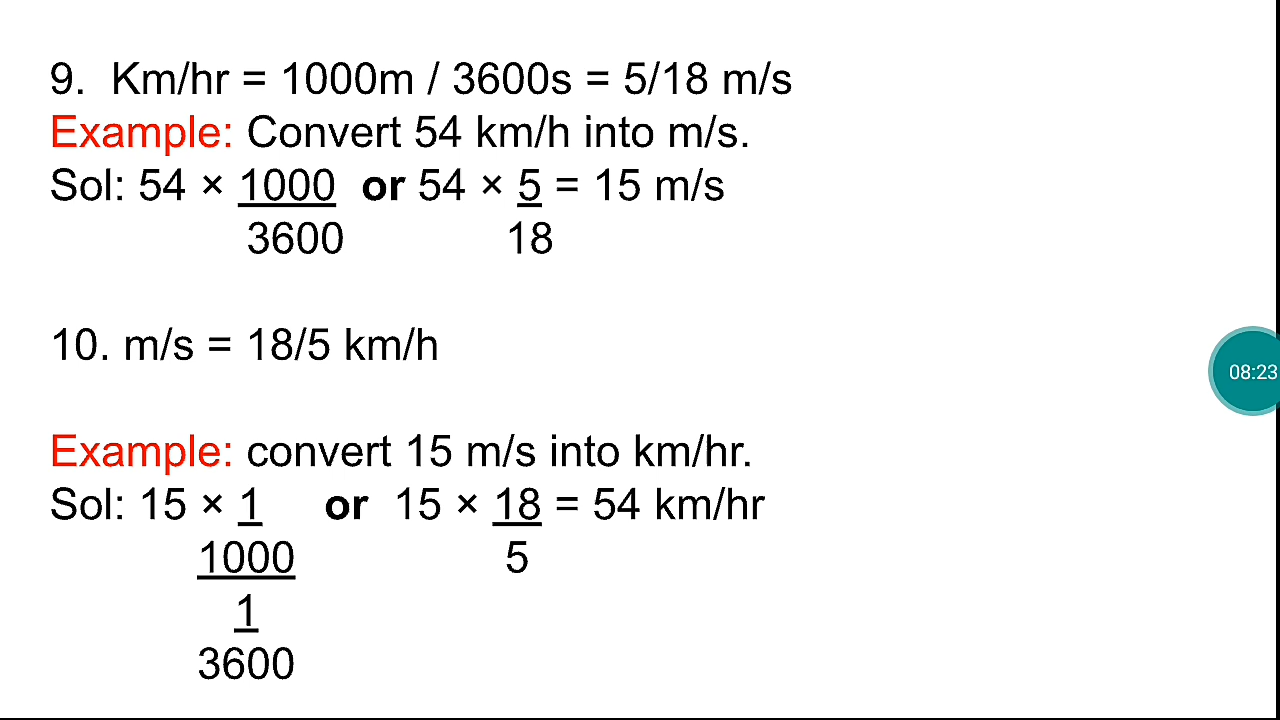 9. Km/hr = 1000m / 3600s = 5/18 m/s
Example: Convert 54 km/h into m/s.
Sol: 54 × 1000 or 54 × 5 = 15 m/s
3600 18
10. m/s = 18/5 km/h
08:23
Example: convert 15 m/s into km/hr.
Sol: 15 × 1 or 15 × 18 = 54 km/hr
1000 5
1
3600